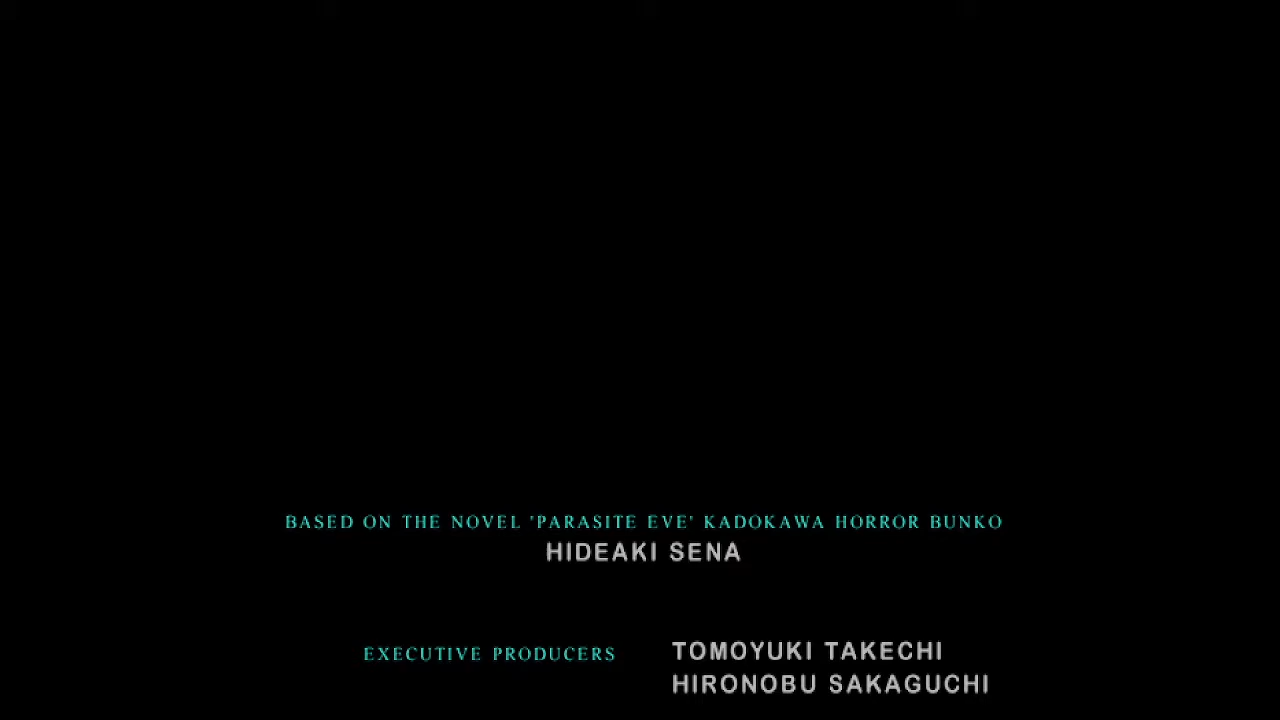 BASED ON THE NOVEL 'PARASITE EVE' KADOKAWA HORROR BUNKO
HIDEAKI SENA
EXECUTIVE PRODUCERS TOMOYUKI TAKECHI
HIRONOBU SAKAGUCHI